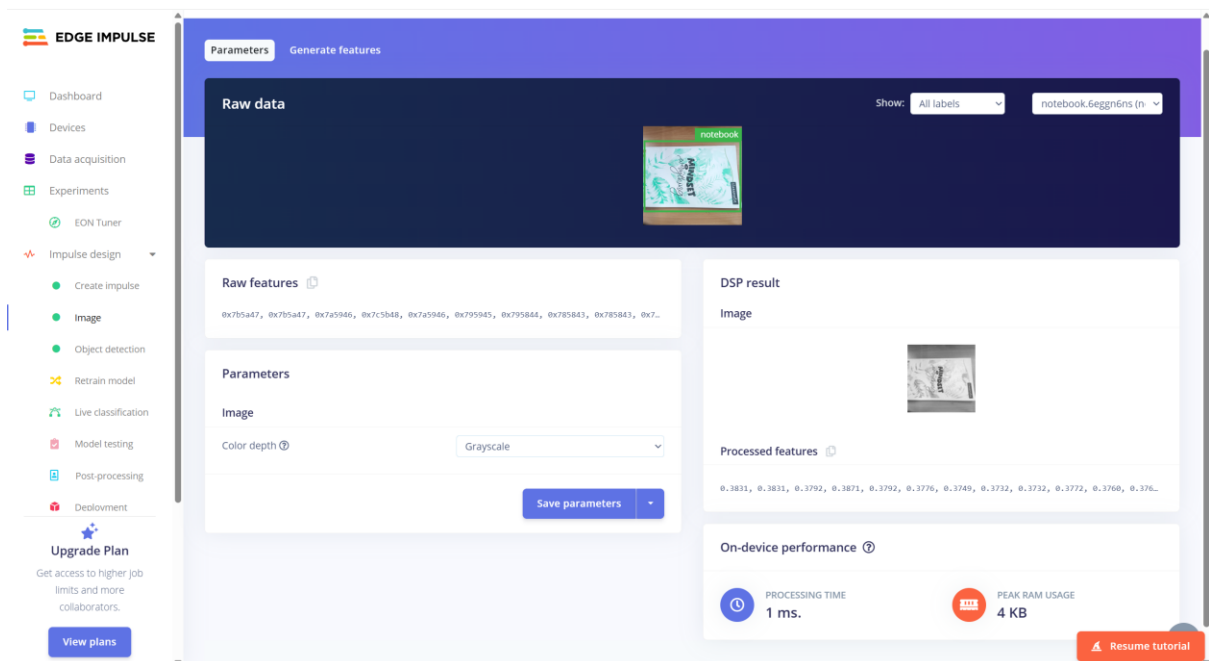 EDGE IMPULSE
Dashboard
Devices
Data acquisition
Experiments
EON Tuner
Impulse design
Create impulse
Image
Object detection
Retrain model
Live classification
Model testing
Post-processing
Deployment
Upgrade Plan
Get access to higher job
limits and more
collaborators.
View plans
Parameters Generate features
Raw data
Show: All labels notebook.6eggn6ns (n
notebook
MINDSET
Raw features
0x7b5a47, 0x7b5a47, 0x7a5946, 0x7c5b48, 0x7a5946, 0x795945, 0x795844, 0x785843, 0x785843, 0x7…
Parameters
Image
Color depth Grayscale
Save parameters
DSP result
Image
MINDSET
Processed features
0.3831, 0.3831, 0.3792, 0.3871, 0.3792, 0.3776, 0.3749, 0.3732, 0.3732, 0.3772, 0.3760, 0.376…
On-device performance
PROCESSING TIME
1 ms.
PEAK RAM USAGE
4 KB
Resume tutorial